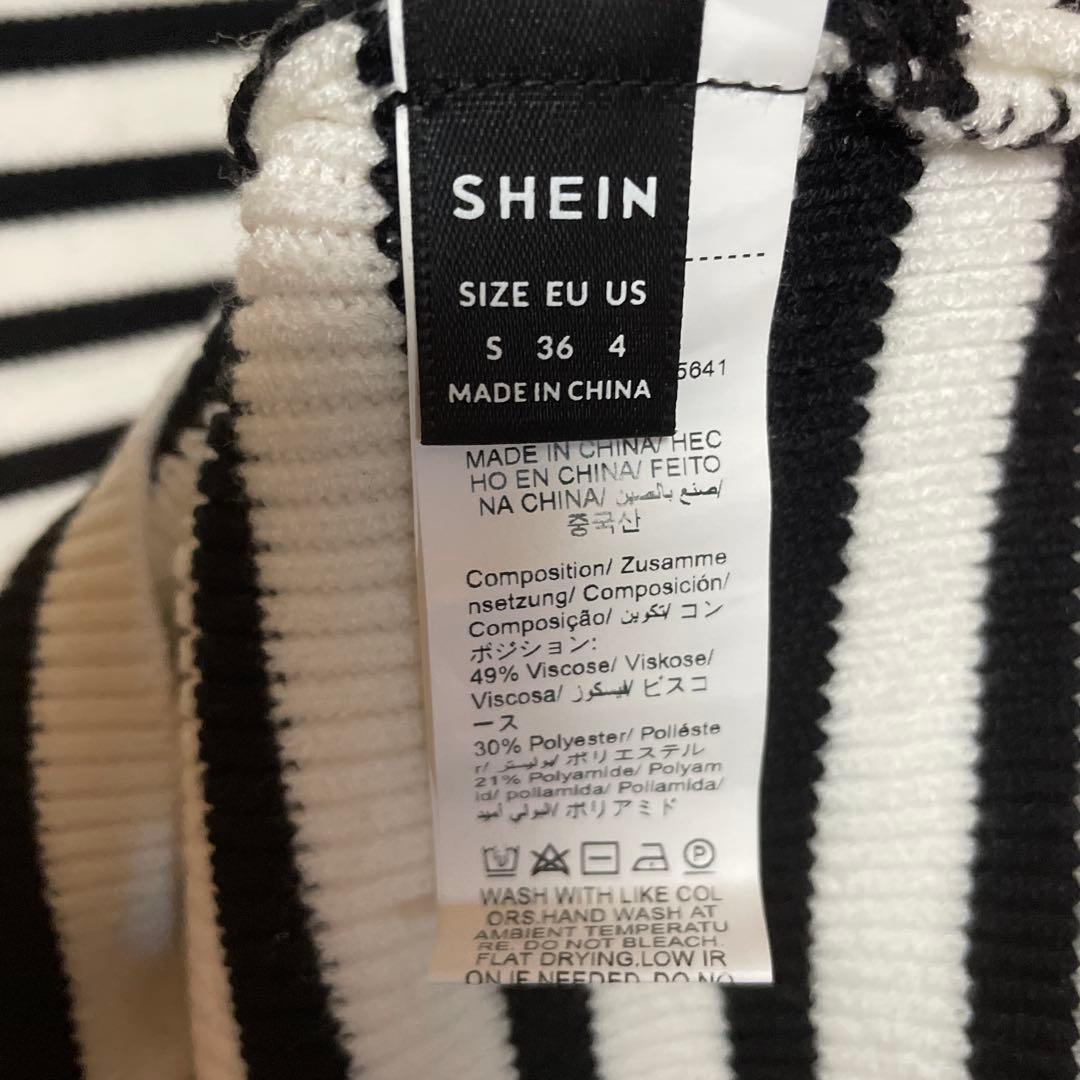 SHEIN
SIZE EU US
S 36 4
MADE IN CHINA
5641
MADE IN CHINA/ HEC
HO EN CHINA/ FEITO
NA CHINA/ صنع بالصين/
중국산
Composition/ Zusamme
nsetzung/ Composición/
Composição/ تكوين/ コン
ポジション:
49% Viscose/ Viskose/
Viscosa/ فيسكوز/ ビスコ
ース
30% Polyester/ Poliéste
r/ بوليستر/ ポリエステル
21% Polyamide/ Polyam
id/ poliamida/ Poliamida/
البولي أميد/ ポリアミド
WASH WITH LIKE COL
ORS.HAND WASH AT
AMBIENT TEMPERATU
RE. DO NOT BLEACH.
FLAT DRYING.LOW IR
ON IF NEEDED. DO NO